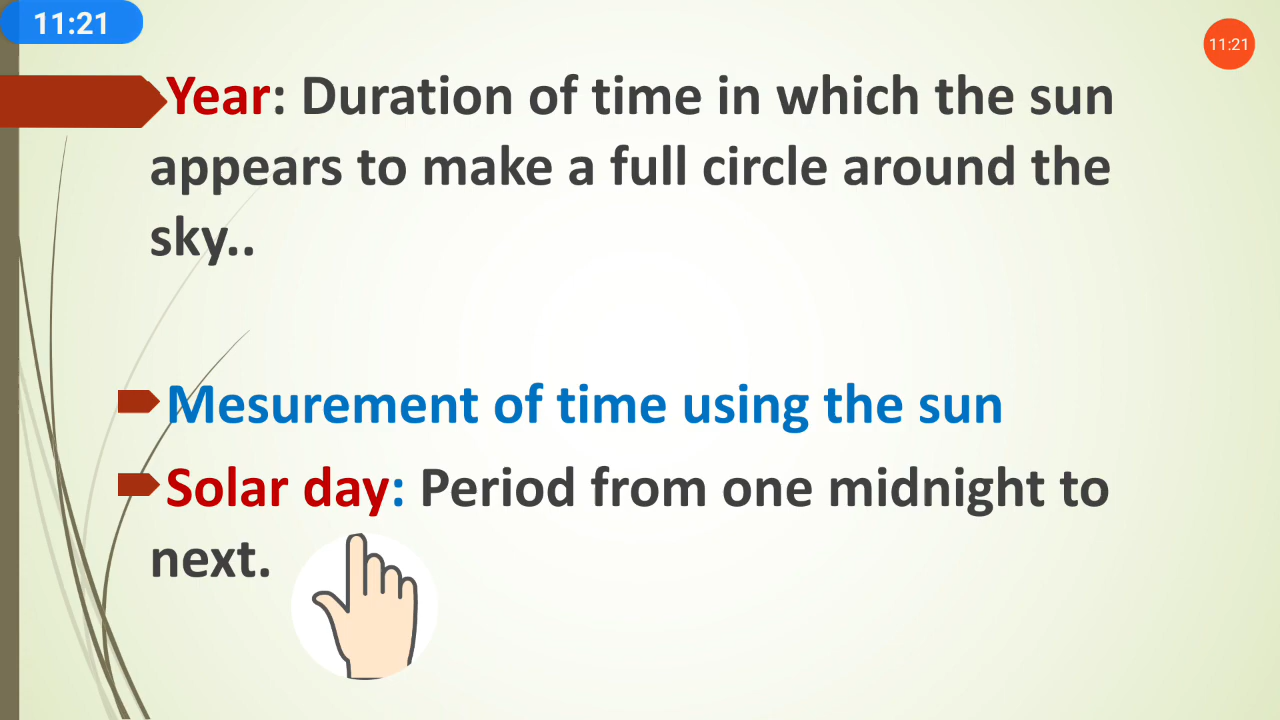 11:21
11:21
Year: Duration of time in which the sun
appears to make a full circle around the
sky..
Mesurement of time using the sun
Solar day: Period from one midnight to
next.